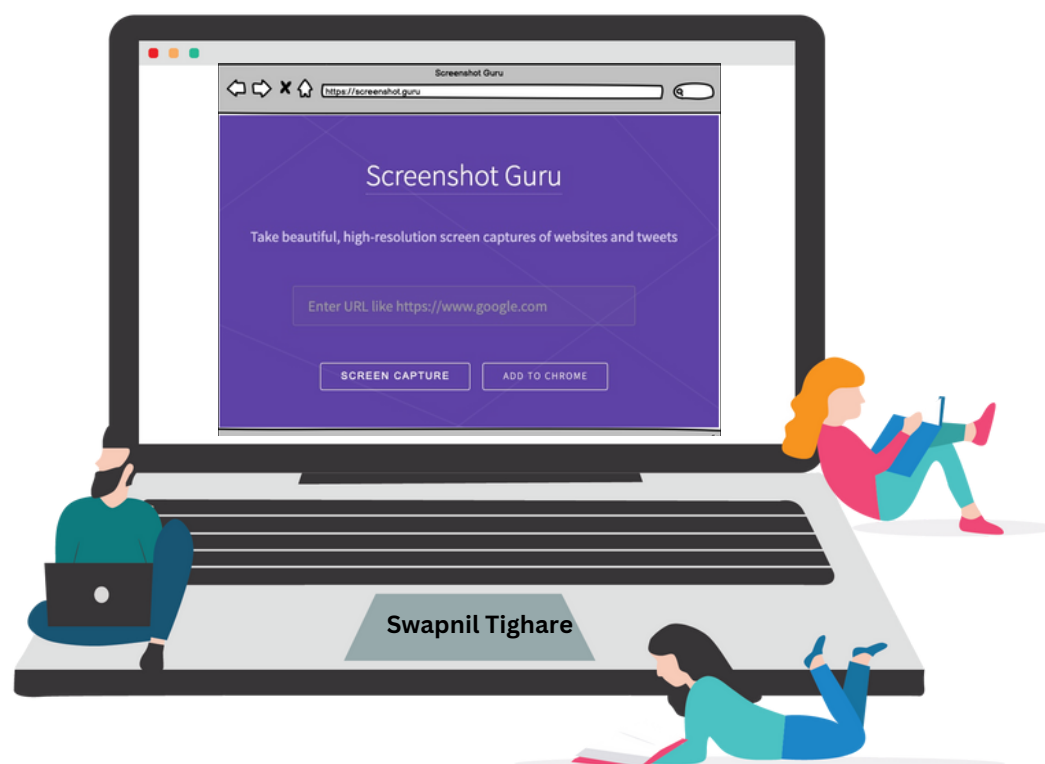 Screenshot Guru
https://screenshot.guru
Screenshot Guru
Take beautiful, high-resolution screen captures of websites and tweets
Enter URL like https://www.google.com
SCREEN CAPTURE ADD TO CHROME
Swapnil Tighare